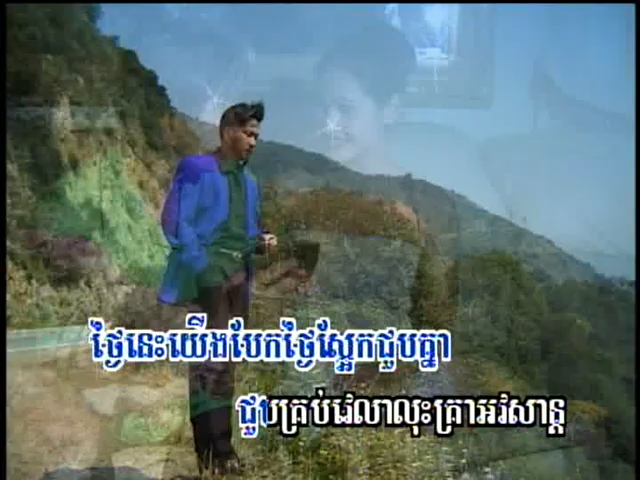 ថ្ងៃនេះយើងបែកថ្ងៃស្អែកជួបគ្នា
ជួបគ្រប់វេលាលុះគ្រាអវសាន្ត